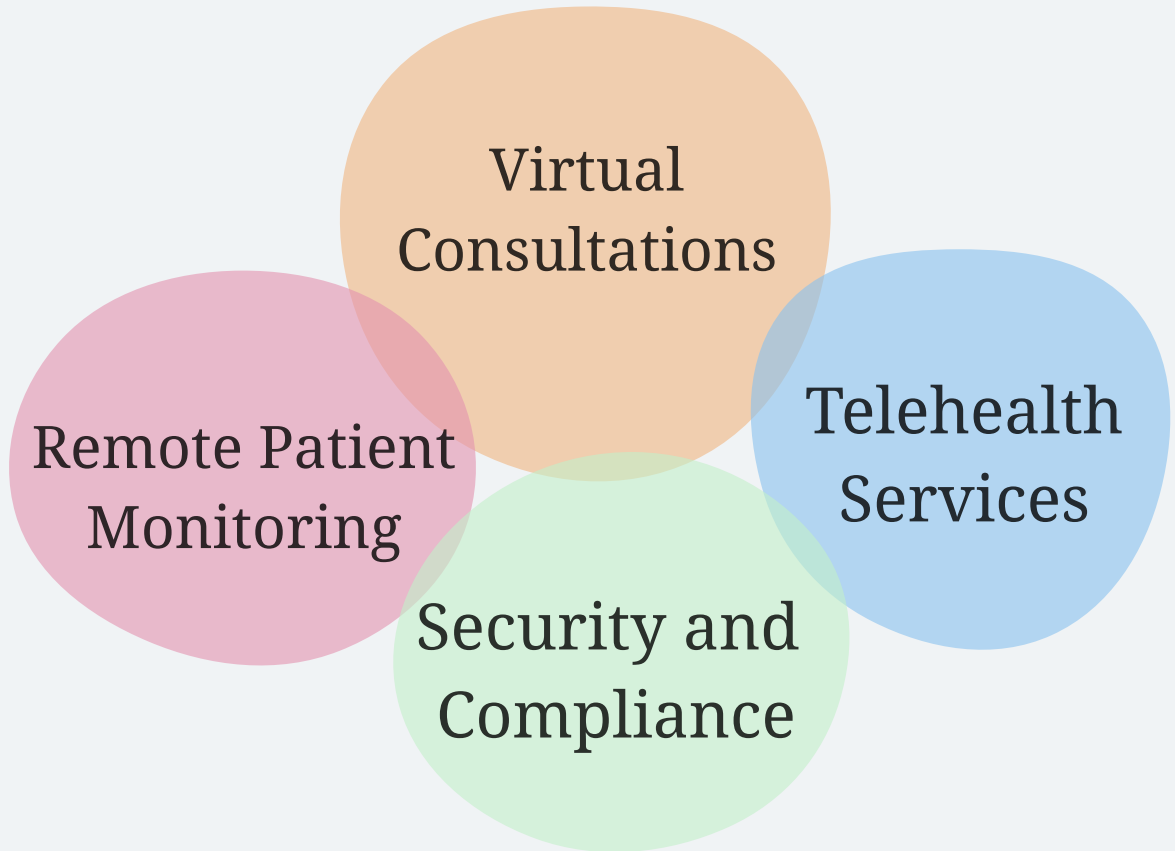 Virtual
Consultations
Remote Patient
Monitoring
Telehealth
Services
Security and
Compliance